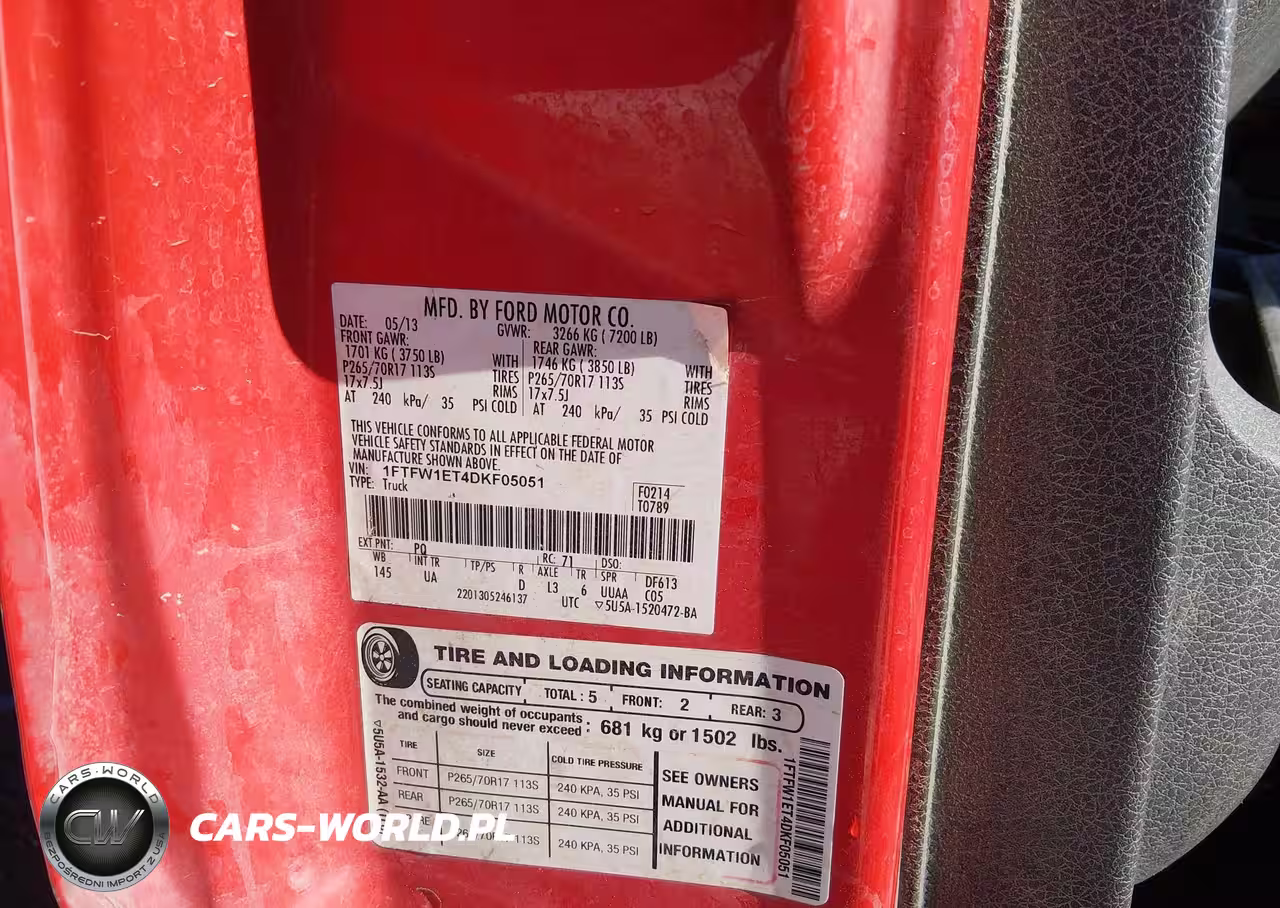 MFD. BY FORD MOTOR CO.
DATE: 05/13 GVWR: 3266 KG ( 7200 LB)
FRONT GAWR: REAR GAWR:
1701 KG ( 3750 LB) WITH 1746 KG ( 3850 LB) WITH
P265/70R17 113S TIRES P265/70R17 113S TIRES
17x7.5J RIMS 17x7.5J RIMS
AT 240 kPa/ 35 PSI COLD AT 240 kPa/ 35 PSI COLD
THIS VEHICLE CONFORMS TO ALL APPLICABLE FEDERAL MOTOR
VEHICLE SAFETY STANDARDS IN EFFECT ON THE DATE OF
MANUFACTURE SHOWN ABOVE.
VIN: 1FTFW1ET4DKF05051
TYPE: Truck
F0214
T0789
EXT PNT: PQ RC: 71 DSO:
WB INT TR TP/PS R AXLE TR SPR DF613
145 UA D L3 6 UUAA C05
2201305246137 UTC ▽5U5A-1520472-BA
TIRE AND LOADING INFORMATION
SEATING CAPACITY TOTAL : 5 FRONT: 2 REAR: 3
The combined weight of occupants
and cargo should never exceed : 681 kg or 1502 lbs.
TIRE SIZE COLD TIRE PRESSURE
FRONT P265/70R17 113S 240 KPA, 35 PSI
REAR P265/70R17 113S 240 KPA, 35 PSI
113S 240 KPA, 35 PSI
SEE OWNERS
MANUAL FOR
ADDITIONAL
INFORMATION
▽5U5A-1532-AA
1FTFW1ET4DKF05051
CARS-WORLD
CW
BEZPOŚREDNI IMPORT Z USA
CARS-WORLD.PL